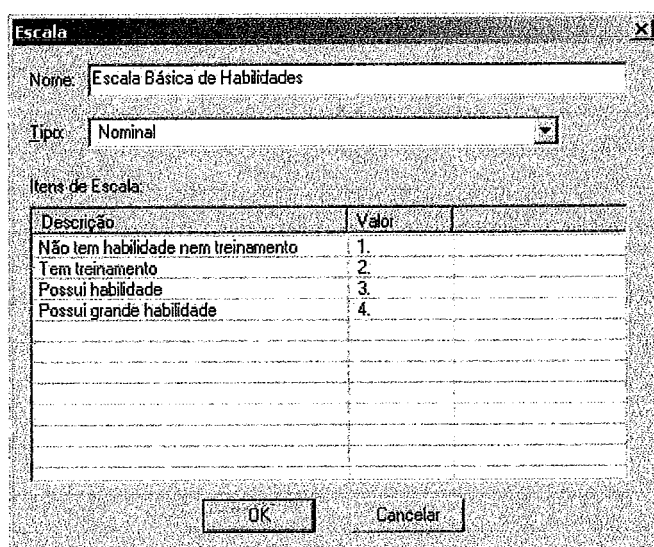 Escala
Nome: Escala Básica de Habilidades
Tipo: Nominal
Itens de Escala:
Descrição Valor
Não tem habilidade nem treinamento 1.
Tem treinamento 2.
Possui habilidade 3.
Possui grande habilidade 4.
OK Cancelar